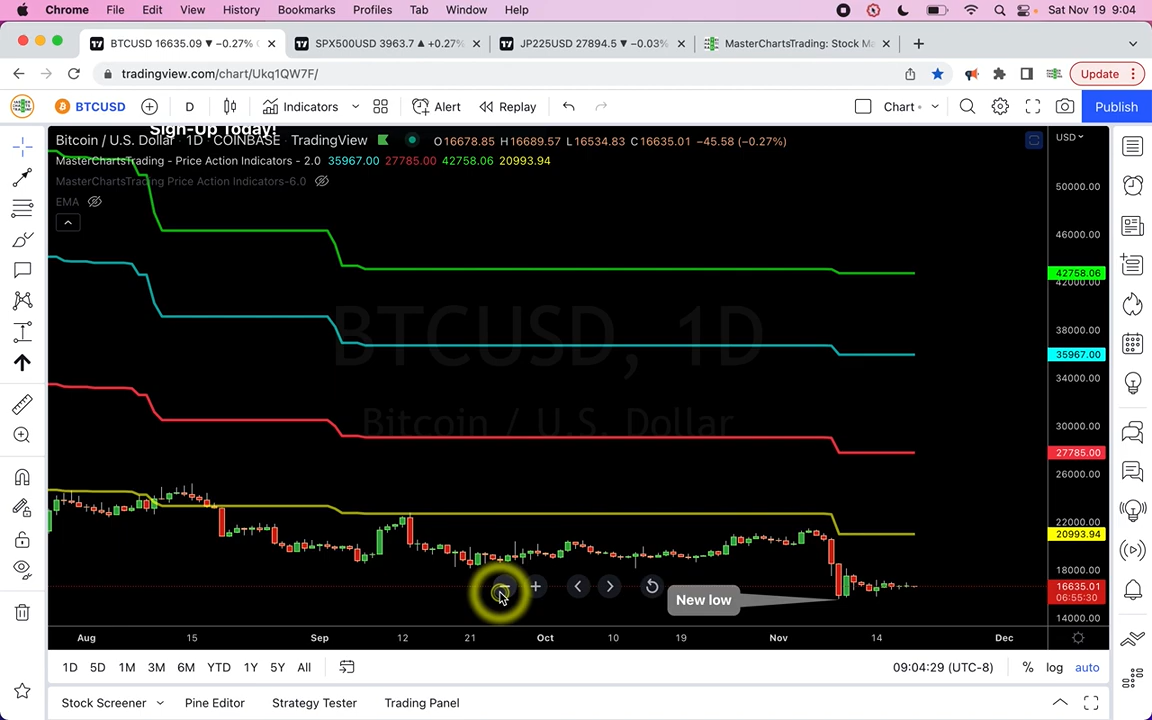 Chrome File Edit View History Bookmarks Profiles Tab Window Help Sat Nov 19 9:04
BTCUSD 16635.09 ▼ −0.27% SPX500USD 3963.7 ▲ +0.27% JP225USD 27894.5 ▼ −0.03% MasterChartsTrading: Stock Ma
tradingview.com/chart/Ukq1QW7F/ Update
BTCUSD D Indicators Alert Replay Chart Publish
Sign-Up Today!
Bitcoin / U.S. Dollar · 1D · COINBASE · TradingView O16678.85 H16689.57 L16534.83 C16635.01 −45.58 (−0.27%) USD
MasterChartsTrading - Price Action Indicators - 2.0 35967.00 27785.00 42758.06 20993.94
MasterChartsTrading Price Action Indicators-6.0
EMA
50000.00
46000.00
42758.06
42000.00
38000.00
BTCUSD, 1D
35967.00
34000.00
Bitcoin / U.S. Dollar
30000.00
27785.00
26000.00
22000.00
20993.94
18000.00
16635.01
06:55:30
New low
14000.00
Aug 15 Sep 12 21 Oct 10 19 Nov 14 Dec
1D 5D 1M 3M 6M YTD 1Y 5Y All 09:04:29 (UTC-8) % log auto
Stock Screener Pine Editor Strategy Tester Trading Panel